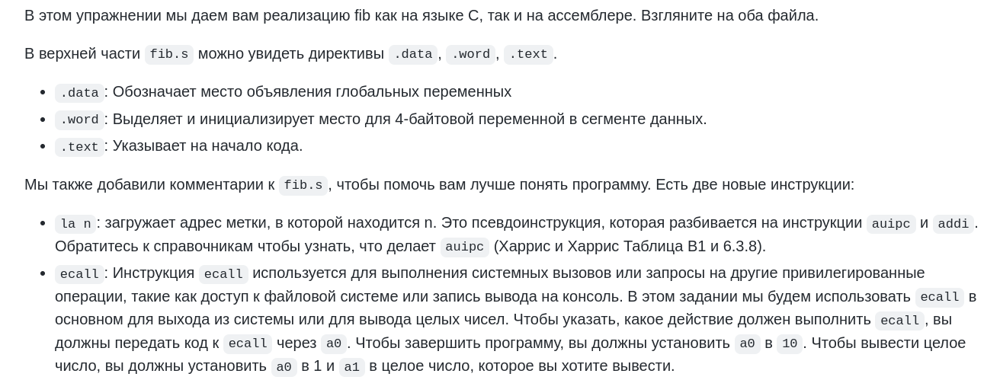 В этом упражнении мы даем вам реализацию fib как на языке C, так и на ассемблере. Взгляните на оба файла.
В верхней части fib.s можно увидеть директивы .data, .word, .text.
• .data: Обозначает место объявления глобальных переменных
• .word: Выделяет и инициализирует место для 4-байтовой переменной в сегменте данных.
• .text: Указывает на начало кода.
Мы также добавили комментарии к fib.s, чтобы помочь вам лучше понять программу. Есть две новые инструкции:
• la n: загружает адрес метки, в которой находится n. Это псевдоинструкция, которая разбивается на инструкции auipc и addi.
Обратитесь к справочникам чтобы узнать, что делает auipc (Харрис и Харрис Таблица B1 и 6.3.8).
• ecall: Инструкция ecall используется для выполнения системных вызовов или запросы на другие привилегированные
операции, такие как доступ к файловой системе или запись вывода на консоль. В этом задании мы будем использовать ecall в
основном для выхода из системы или для вывода целых чисел. Чтобы указать, какое действие должен выполнить ecall, вы
должны передать код к ecall через a0. Чтобы завершить программу, вы должны установить a0 в 10. Чтобы вывести целое
число, вы должны установить a0 в 1 и a1 в целое число, которое вы хотите вывести.